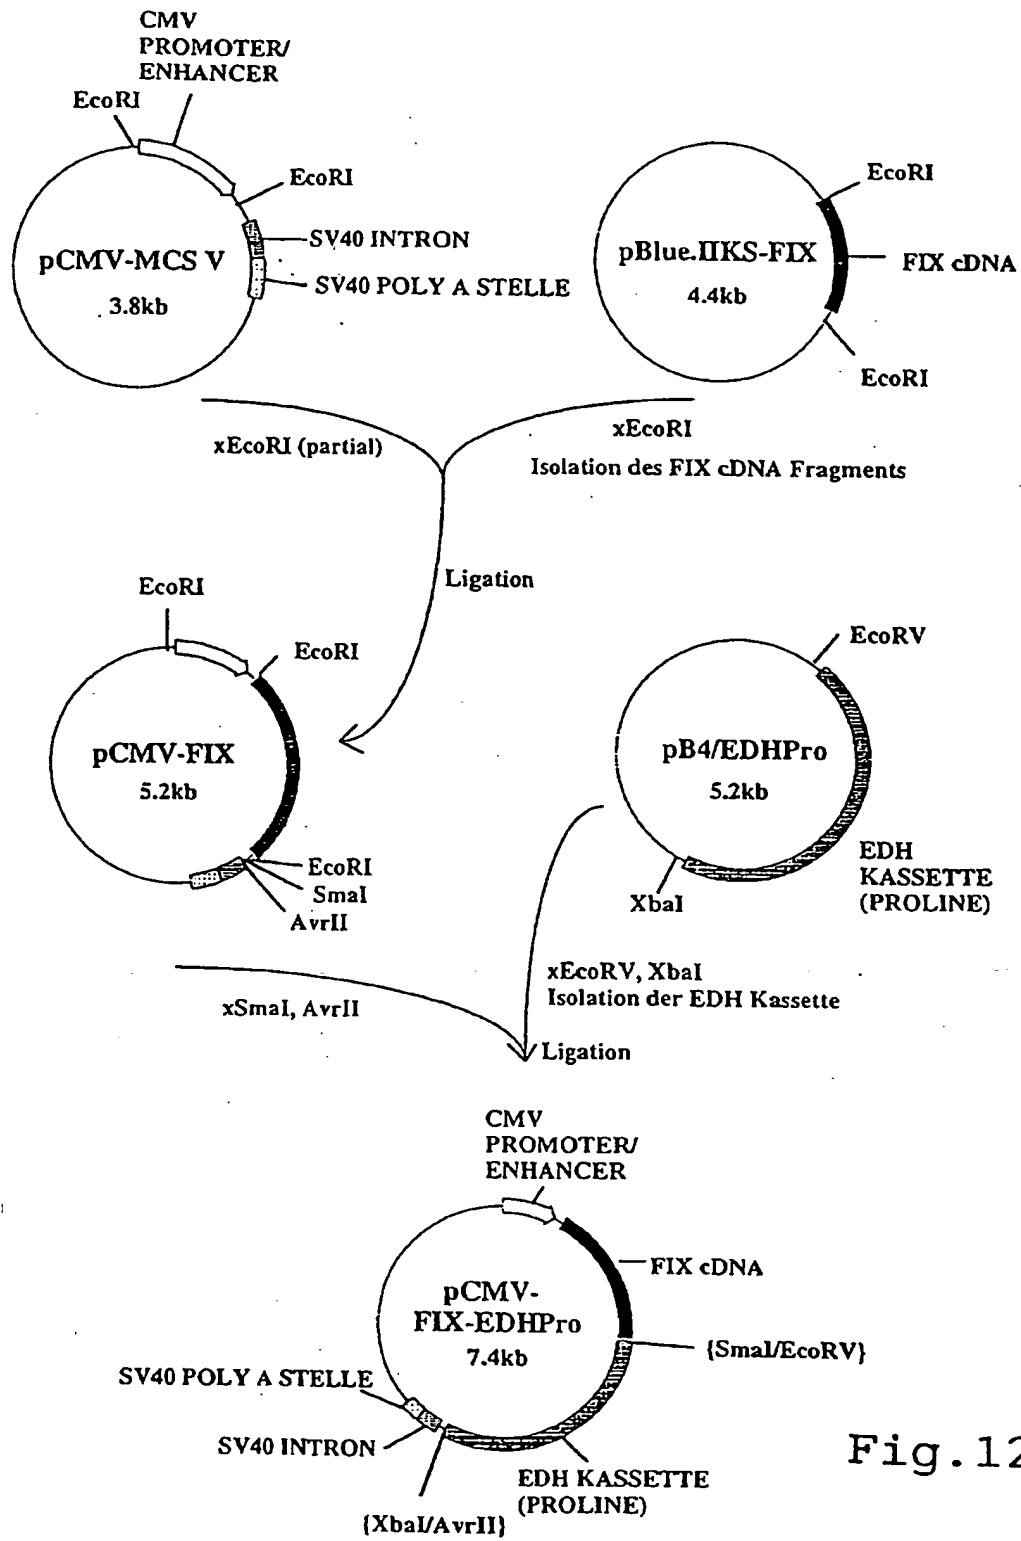 CMV
PROMOTER/
ENHANCER
EcoRI
EcoRI
SV40 INTRON
SV40 POLY A STELLE
pCMV-MCS V
3.8kb
EcoRI
pBlue.IIKS-FIX
4.4kb
FIX cDNA
EcoRI
xEcoRI (partial)
xEcoRI
Isolation des FIX cDNA Fragments
Ligation
EcoRI
EcoRI
pCMV-FIX
5.2kb
EcoRI
SmaI
AvrII
EcoRV
pB4/EDHPro
5.2kb
XbaI
EDH
KASSETTE
(PROLINE)
xSmaI, AvrII
xEcoRV, XbaI
Isolation der EDH Kassette
Ligation
CMV
PROMOTER/
ENHANCER
FIX cDNA
pCMV-
FIX-EDHPro
7.4kb
{SmaI/EcoRV}
SV40 POLY A STELLE
SV40 INTRON
EDH KASSETTE
(PROLINE)
{XbaI/AvrII}
Fig.12